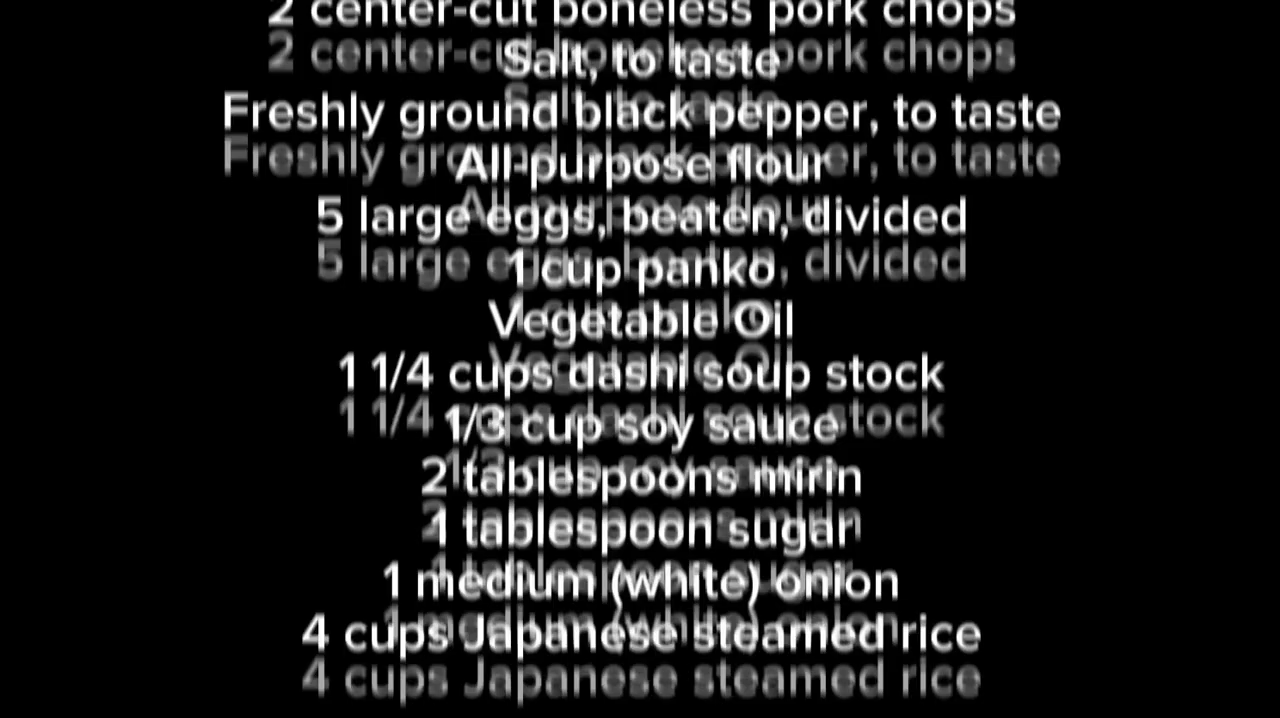 2 center-cut boneless pork chops
Salt, to taste
Freshly ground black pepper, to taste
All-purpose flour
5 large eggs, beaten, divided
1 cup panko
Vegetable Oil
1 1/4 cups dashi soup stock
1/3 cup soy sauce
2 tablespoons mirin
1 tablespoon sugar
1 medium (white) onion
4 cups Japanese steamed rice